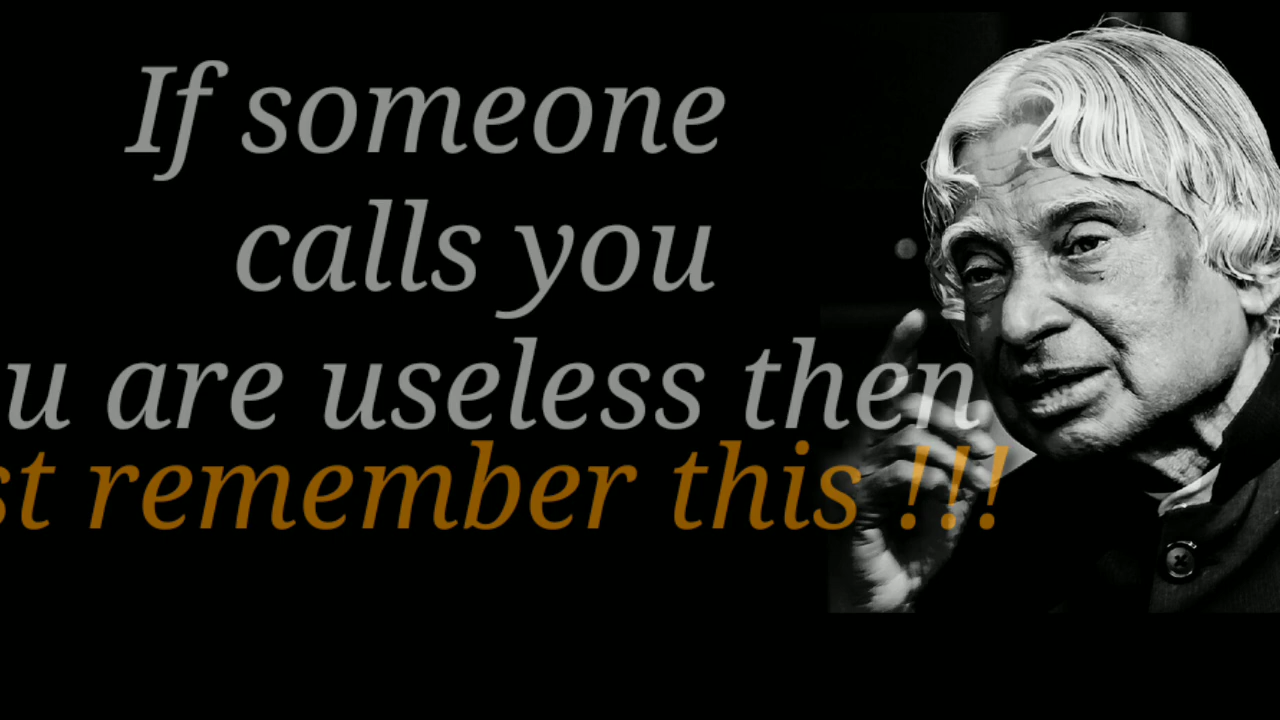 If someone
calls you
u are useless then
st remember this !!!